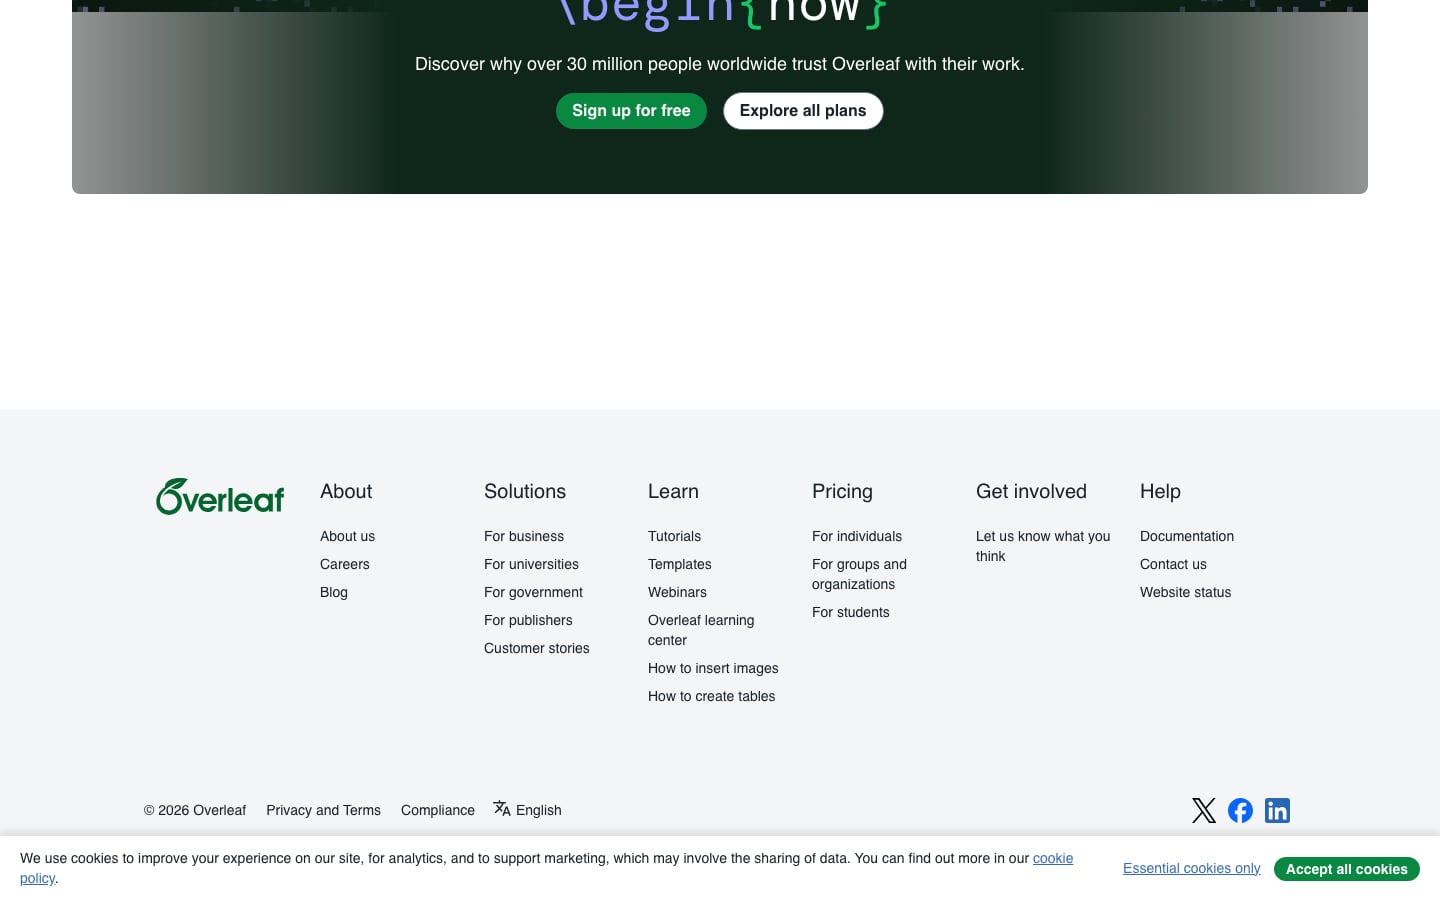 \begin{now}
Discover why over 30 million people worldwide trust Overleaf with their work.
Sign up for free
Explore all plans
Overleaf
About
About us
Careers
Blog
Solutions
For business
For universities
For government
For publishers
Customer stories
Learn
Tutorials
Templates
Webinars
Overleaf learning
center
How to insert images
How to create tables
Pricing
For individuals
For groups and
organizations
For students
Get involved
Let us know what you
think
Help
Documentation
Contact us
Website status
© 2026 Overleaf
Privacy and Terms
Compliance
English
We use cookies to improve your experience on our site, for analytics, and to support marketing, which may involve the sharing of data. You can find out more in our cookie
policy.
Essential cookies only
Accept all cookies